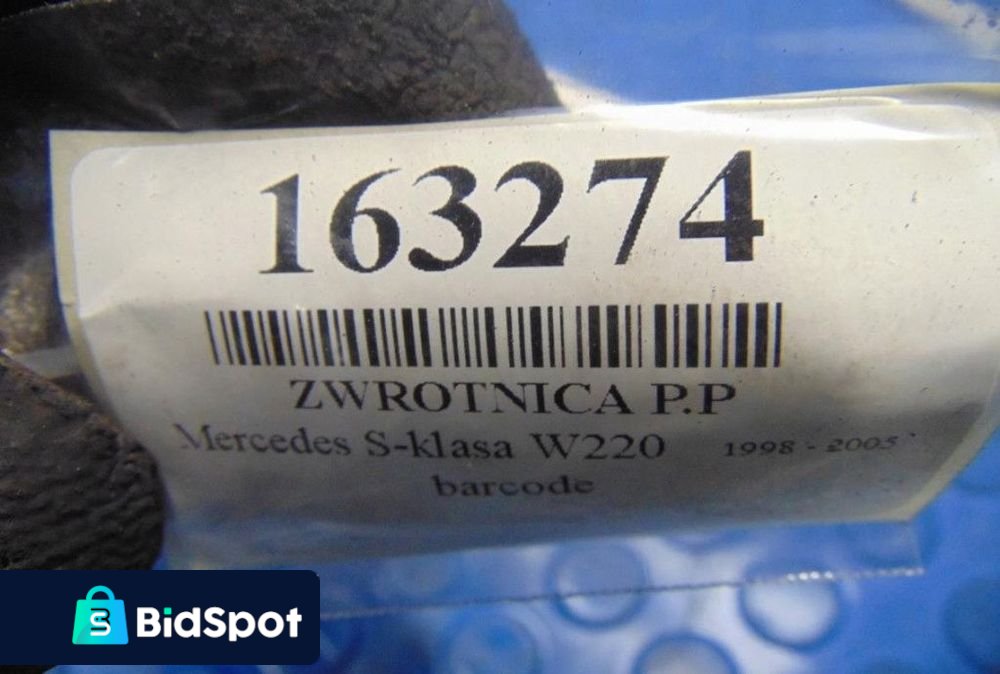 163274
ZWROTNICA P.P
Mercedes S-klasa W220 1998 - 2005
barcode
BidSpot